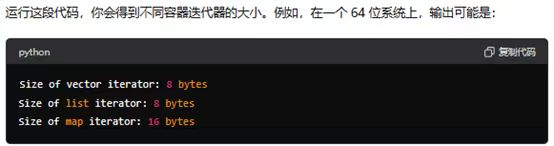 运行这段代码，你会得到不同容器迭代器的大小。例如，在一个 64 位系统上，输出可能是：
python
复制代码
Size of vector iterator: 8 bytes
Size of list iterator: 8 bytes
Size of map iterator: 16 bytes